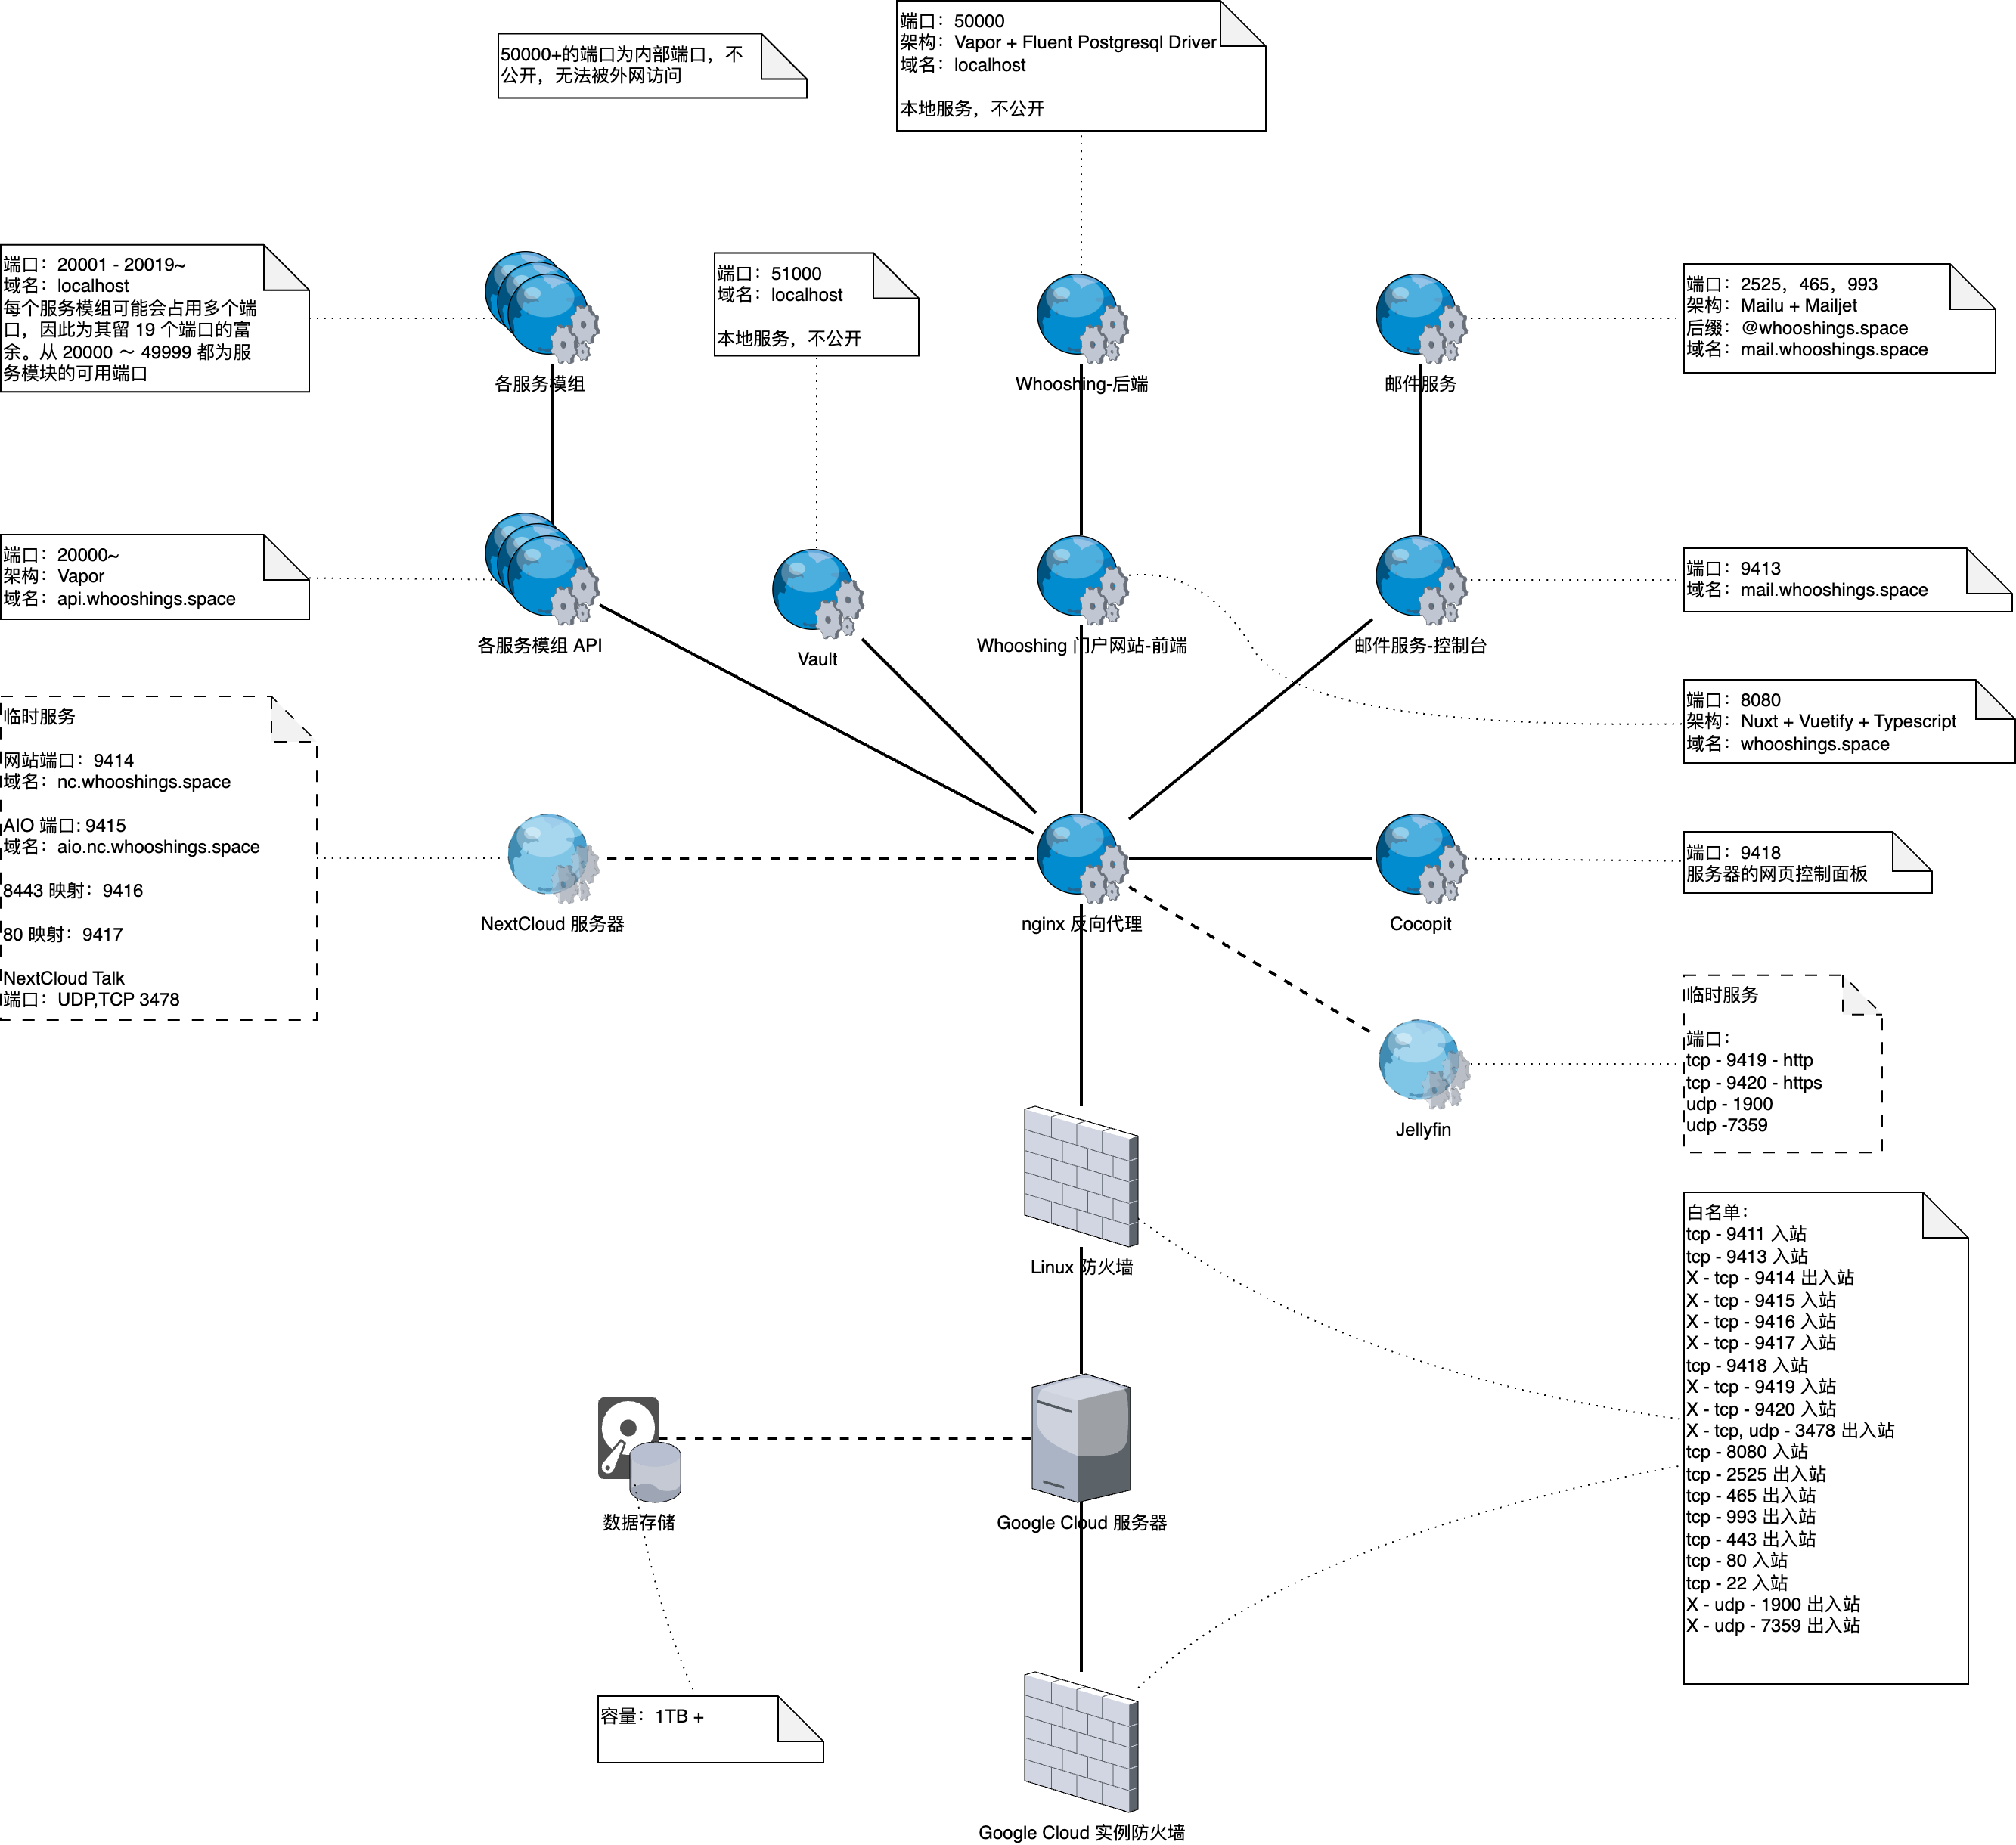 50000+的端口为内部端口，不
公开，无法被外网访问
端口：50000
架构：Vapor + Fluent Postgresql Driver
域名：localhost
本地服务，不公开
端口：20001 - 20019~
域名：localhost
每个服务模组可能会占用多个端
口，因此为其留 19 个端口的富
余。从 20000 ～ 49999 都为服
务模块的可用端口
各服务模组
端口：51000
域名：localhost
本地服务，不公开
Whooshing-后端
邮件服务
端口：2525，465，993
架构：Mailu + Mailjet
后缀：@whooshings.space
域名：mail.whooshings.space
端口：20000~
架构：Vapor
域名：api.whooshings.space
各服务模组 API
Vault
Whooshing 门户网站-前端
邮件服务-控制台
端口：9413
域名：mail.whooshings.space
端口：8080
架构：Nuxt + Vuetify + Typescript
域名：whooshings.space
临时服务
网站端口：9414
域名：nc.whooshings.space
AIO 端口: 9415
域名：aio.nc.whooshings.space
8443 映射：9416
80 映射：9417
NextCloud Talk
端口：UDP,TCP 3478
NextCloud 服务器
nginx 反向代理
Cocopit
端口：9418
服务器的网页控制面板
Jellyfin
临时服务
端口：
tcp - 9419 - http
tcp - 9420 - https
udp - 1900
udp -7359
Linux 防火墙
白名单：
tcp - 9411 入站
tcp - 9413 入站
X - tcp - 9414 出入站
X - tcp - 9415 入站
X - tcp - 9416 入站
X - tcp - 9417 入站
tcp - 9418 入站
X - tcp - 9419 入站
X - tcp - 9420 入站
X - tcp, udp - 3478 出入站
tcp - 8080 入站
tcp - 2525 出入站
tcp - 465 出入站
tcp - 993 出入站
tcp - 443 出入站
tcp - 80 入站
tcp - 22 入站
X - udp - 1900 出入站
X - udp - 7359 出入站
数据存储
Google Cloud 服务器
容量：1TB +
Google Cloud 实例防火墙